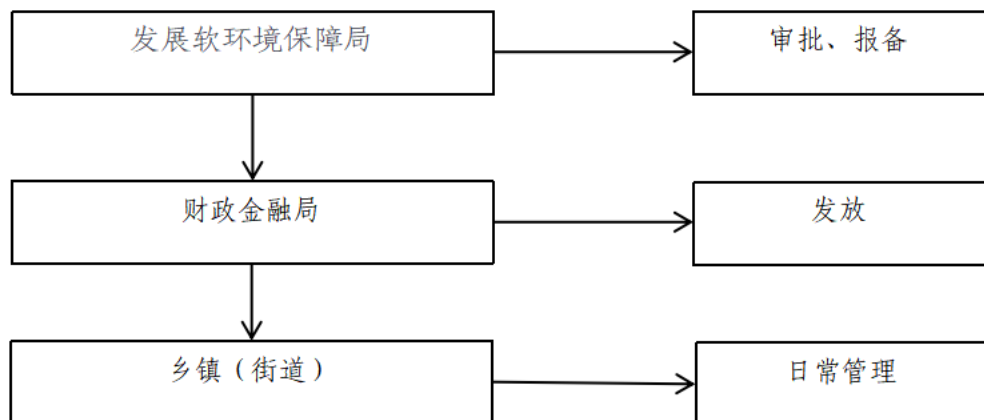 发展软环境保障局
审批、报备
财政金融局
发放
乡镇（街道）
日常管理